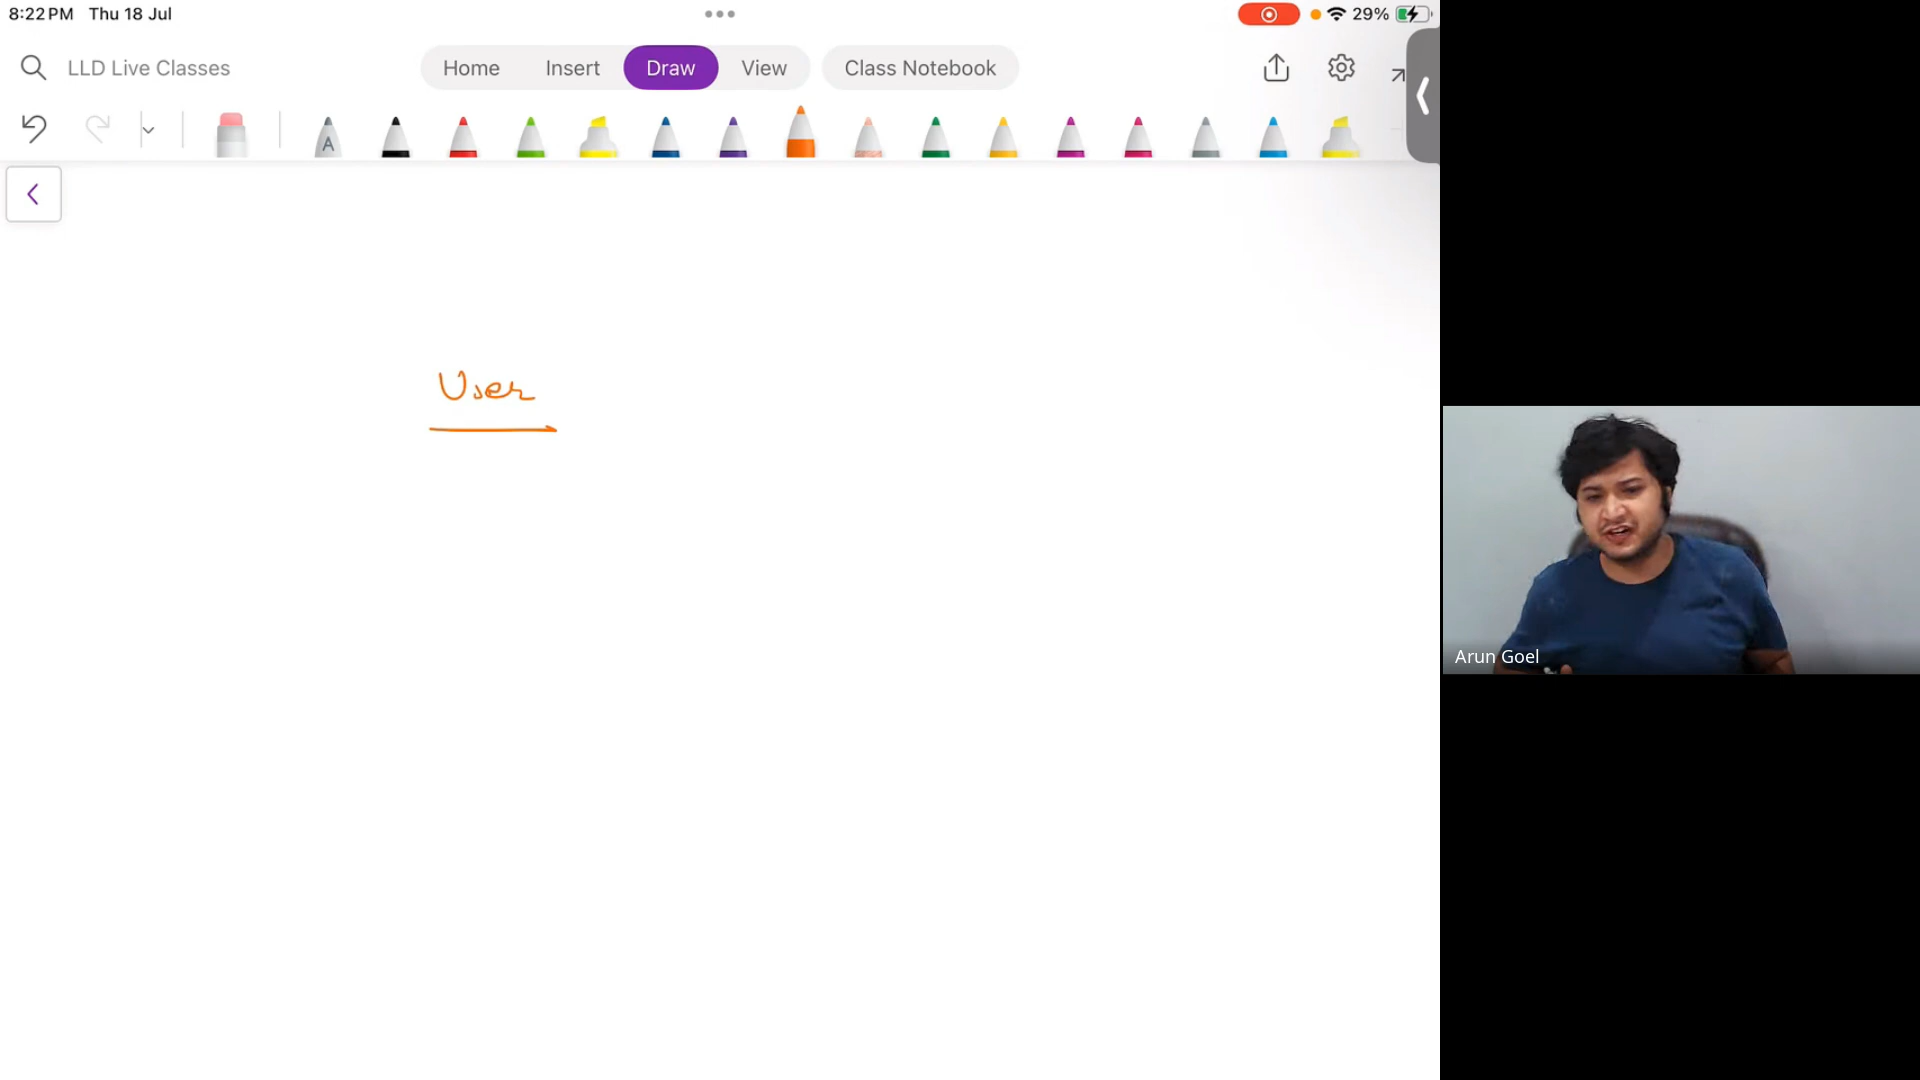 8:22 PM Thu 18 Jul
29%
LLD Live Classes
Home Insert Draw View Class Notebook
A
User
Arun Goel